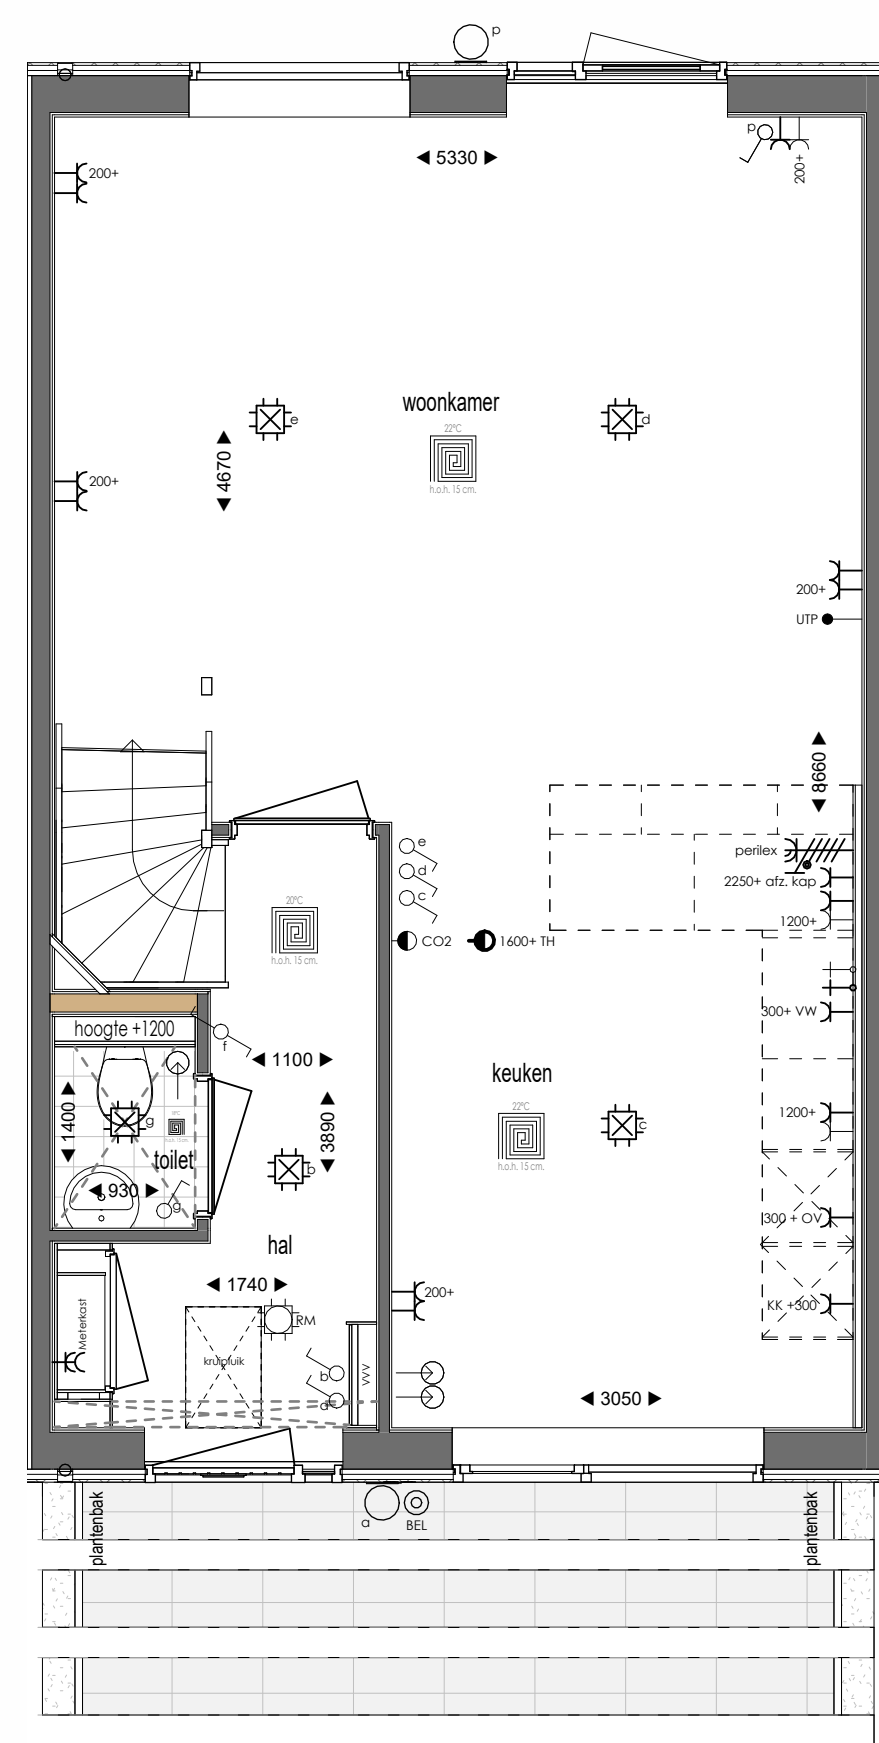 p
5330
p
200+
200+
woonkamer
e
d
22°C
4670
h.o.h. 15 cm.
200+
200+
UTP
8660
e
perilex
d
2250+ afz. kap
c
1200+
20°C
CO2
1600+ TH
h.o.h. 15 cm.
300+ VW
hoogte +1200
f
1100
keuken
22°C
1400
g
3890
1200+
c
toilet
b
h.o.h. 15 cm.
930
g
300 + OV
hal
1740
200+
KK +300
RM
Meterkast
kruipluik
b
VVV
a
3050
plantenbak
a
BEL
plantenbak